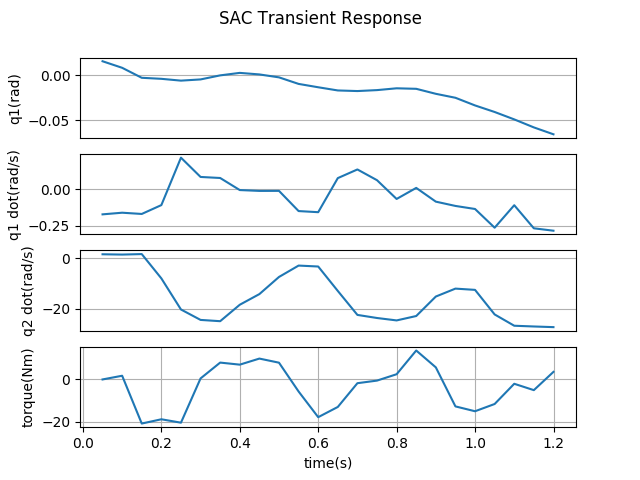 SAC Transient Response
0.00
−0.05
q1(rad)
0.00
−0.25
q1 dot(rad/s)
0
−20
q2 dot(rad/s)
0
−20
torque(Nm)
0.0 0.2 0.4 0.6 0.8 1.0 1.2
time(s)